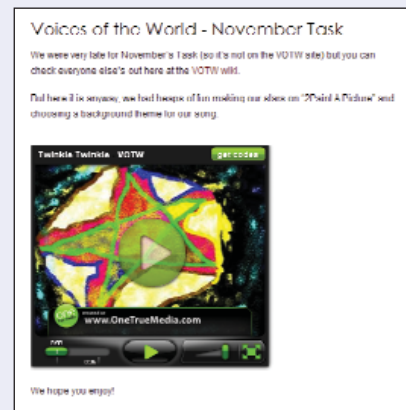 Voices of the World - November Task
We were very late for November's Task (so it's not on the VOTW site) but you can
check everyone else's out here at the VOTW wiki.
But here it is anyway, we had heaps of fun making our stars on "2Paint A Picture" and
choosing a background theme for our song.
Twinkle Twinkle VOTW
get codes
www.OneTrueMedia.com
We hope you enjoy!